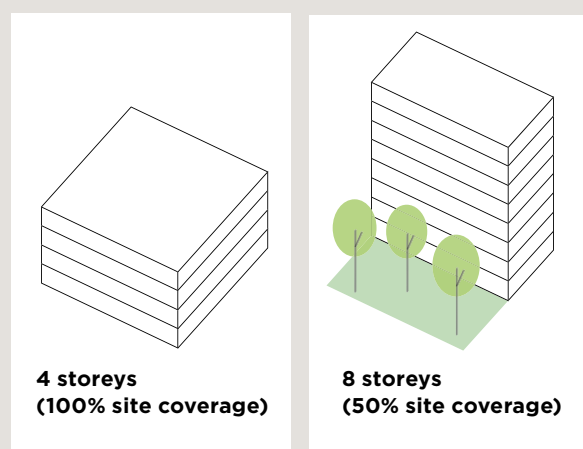 4 storeys
(100% site coverage)
8 storeys
(50% site coverage)